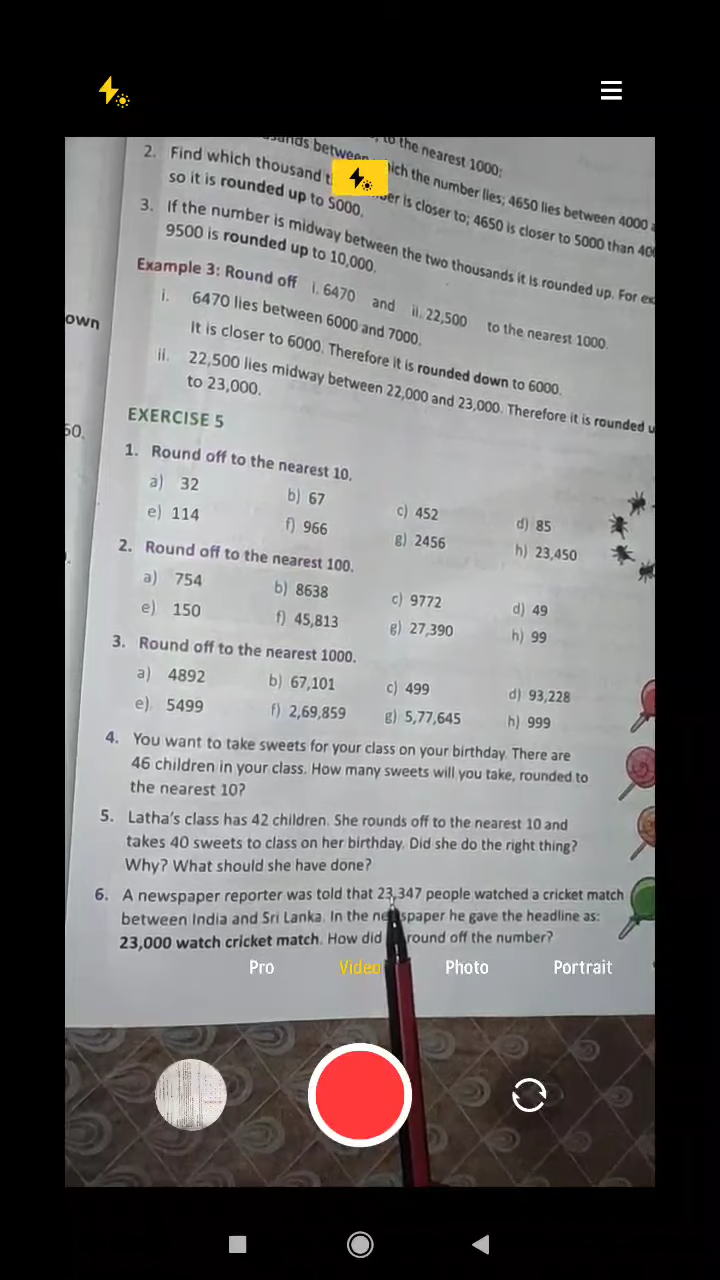 to the nearest 1000:
between which the number lies; 4650 lies between 4000
2. Find which thousand is closer to; 4650 is closer to 5000 than
so it is rounded up to 5000.
3. If the number is midway between the two thousands it is rounded up. For
9500 is rounded up to 10,000.
Example 3: Round off i. 6470 and ii. 22,500 to the nearest 1000.
i. 6470 lies between 6000 and 7000.
It is closer to 6000. Therefore it is rounded down to 6000.
ii. 22,500 lies midway between 22,000 and 23,000. Therefore it is rounded
to 23,000.
own
50.
EXERCISE 5
1. Round off to the nearest 10.
a) 32 b) 67 c) 452 d) 85
e) 114 f) 966 g) 2456 h) 23,450
2. Round off to the nearest 100.
a) 754 b) 8638 c) 9772 d) 49
e) 150 f) 45,813 g) 27,390 h) 99
3. Round off to the nearest 1000.
a) 4892 b) 67,101 c) 499 d) 93,228
e) 5499 f) 2,69,859 g) 5,77,645 h) 999
4. You want to take sweets for your class on your birthday. There are
46 children in your class. How many sweets will you take, rounded to
the nearest 10?
5. Latha's class has 42 children. She rounds off to the nearest 10 and
takes 40 sweets to class on her birthday. Did she do the right thing?
Why? What should she have done?
6. A newspaper reporter was told that 23,347 people watched a cricket match
between India and Sri Lanka. In the newspaper he gave the headline as:
23,000 watch cricket match. How did round off the number?
Pro Video Photo Portrait